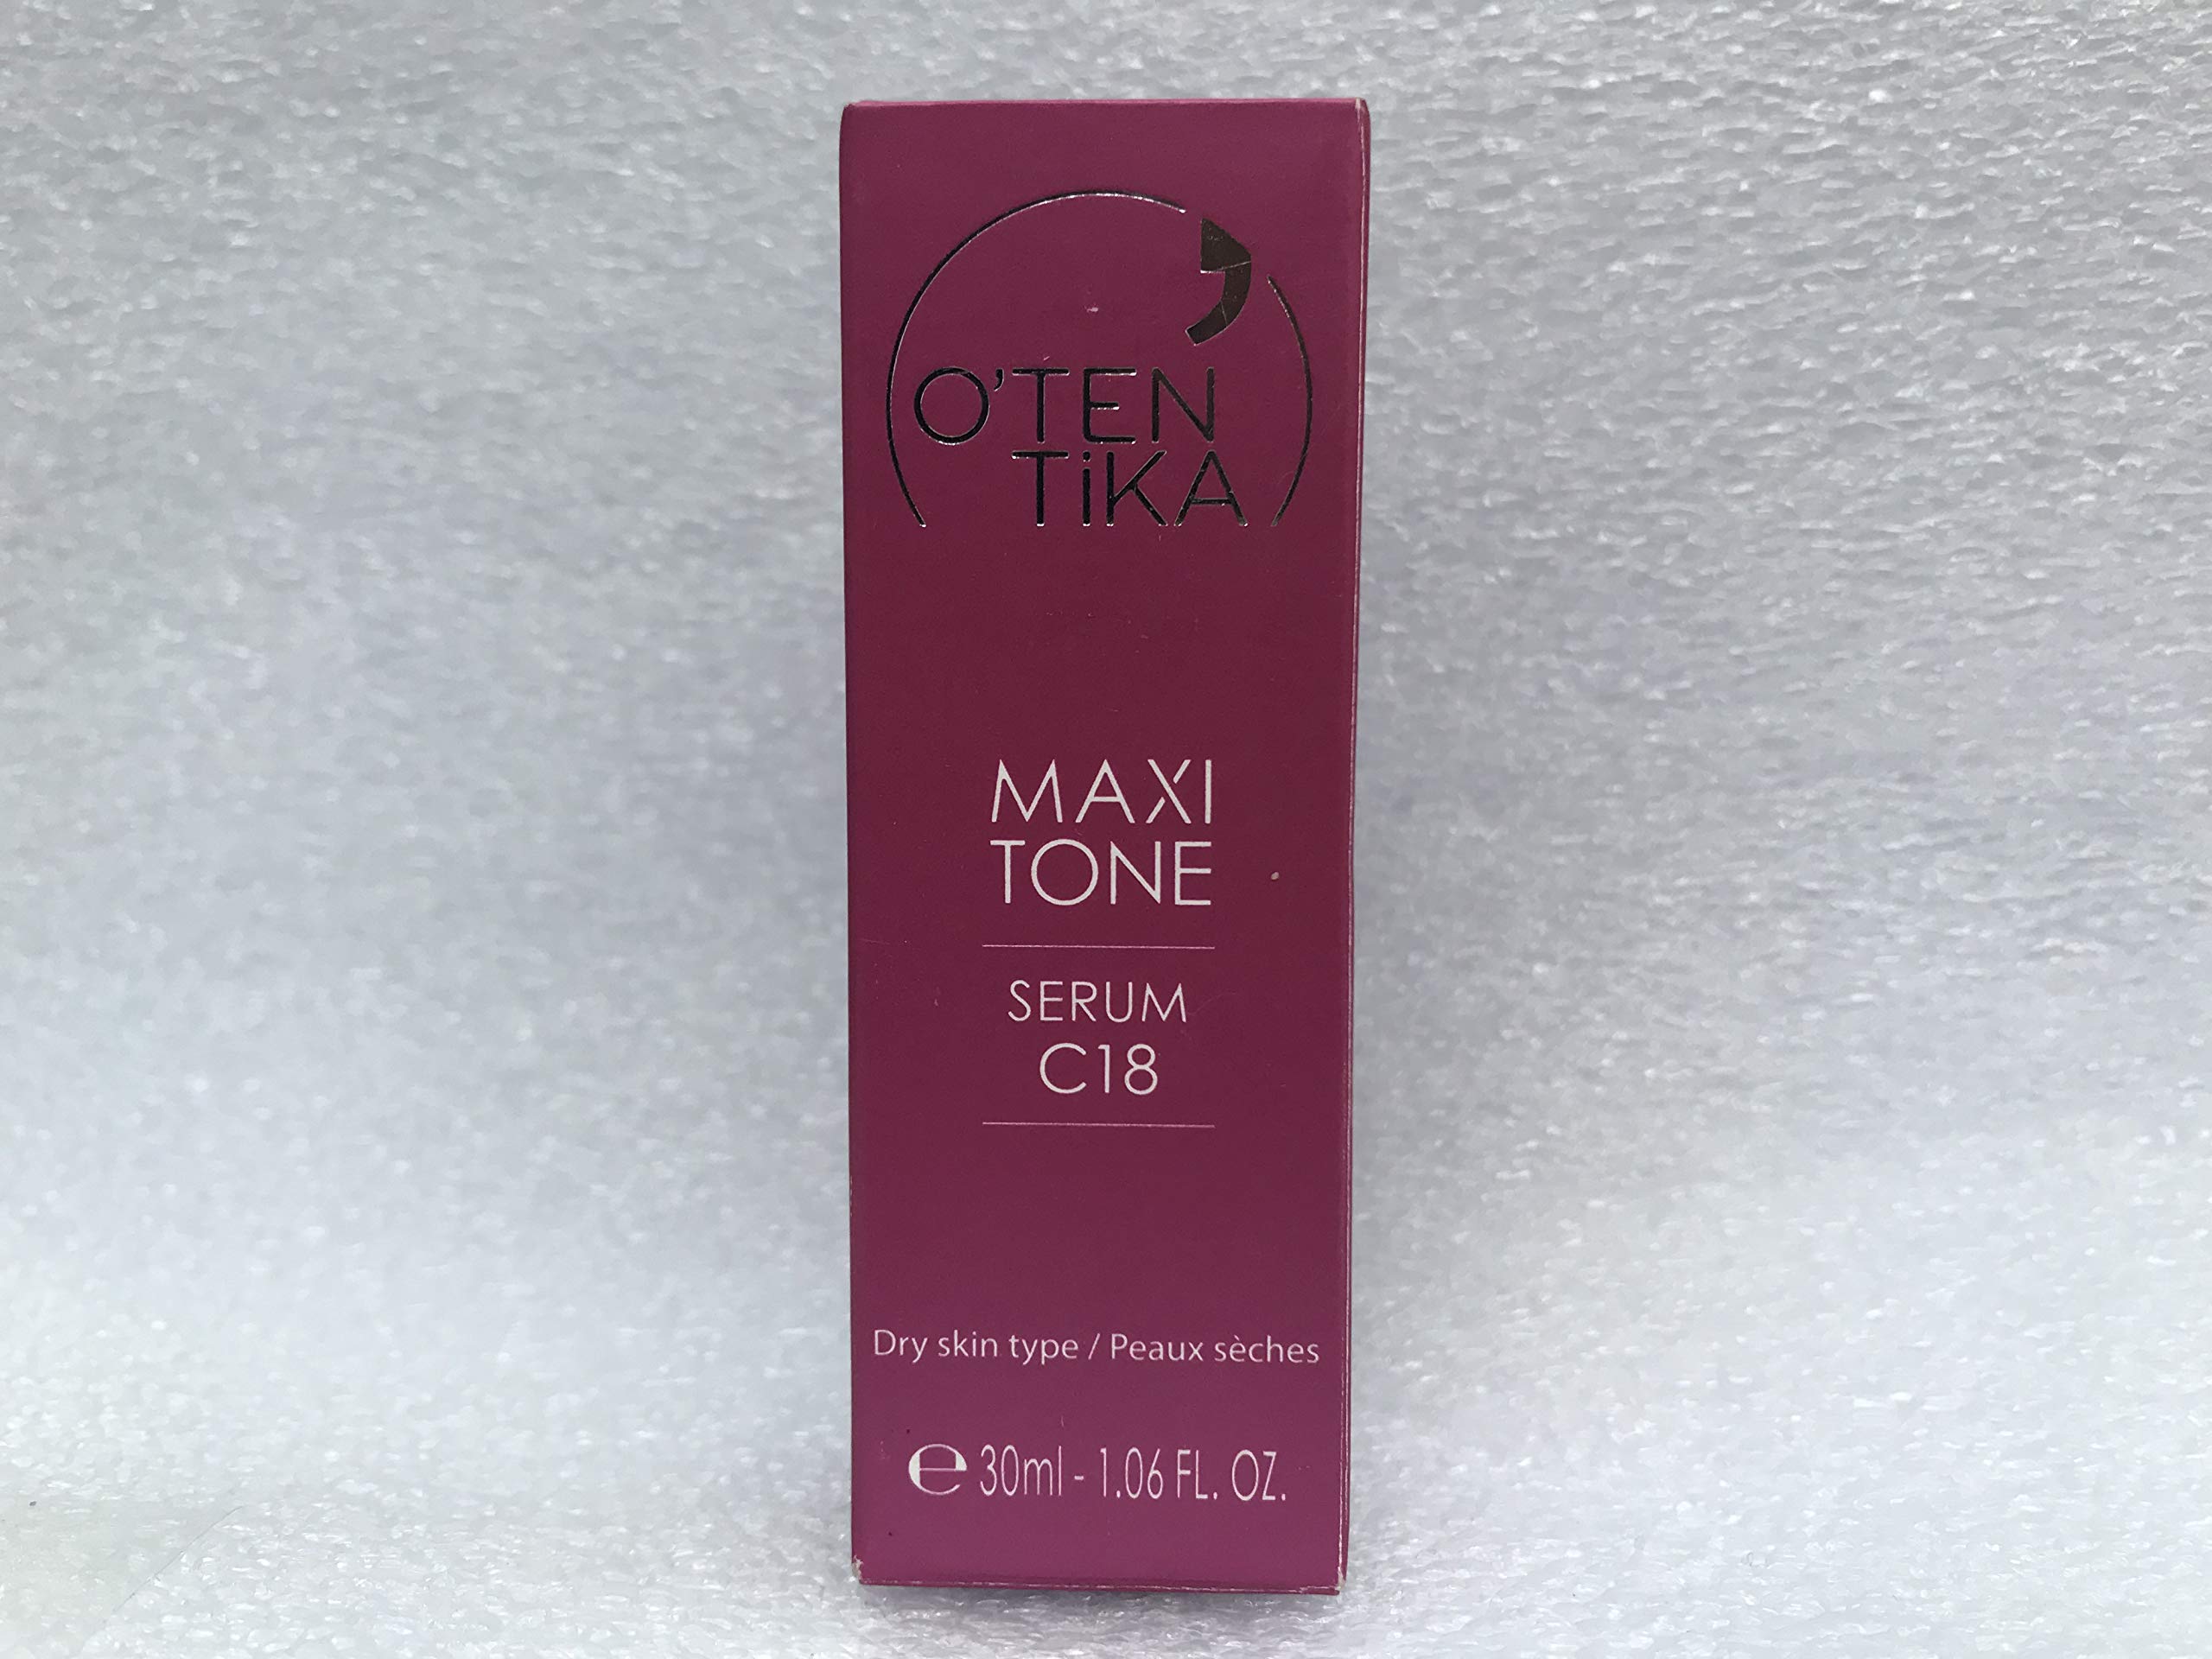 O'TEN
TiKA
MAXI
TONE
SERUM
C18
Dry skin type / Peaux sèches
℮ 30ml - 1.06 FL. OZ.